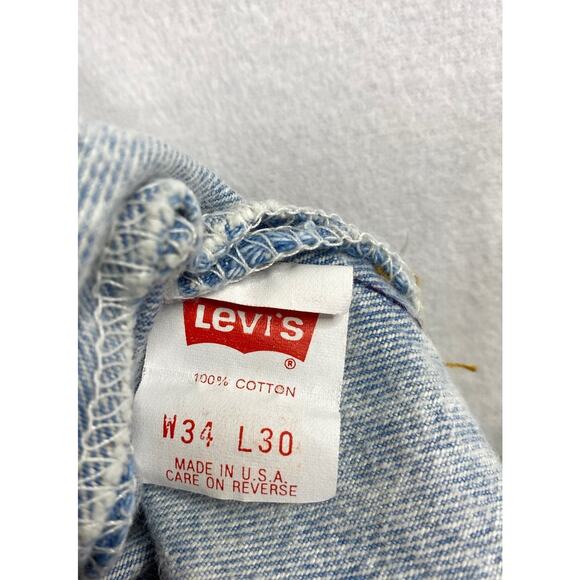 Levi's
®
100% COTTON
W34 L30
MADE IN U.S.A.
CARE ON REVERSE